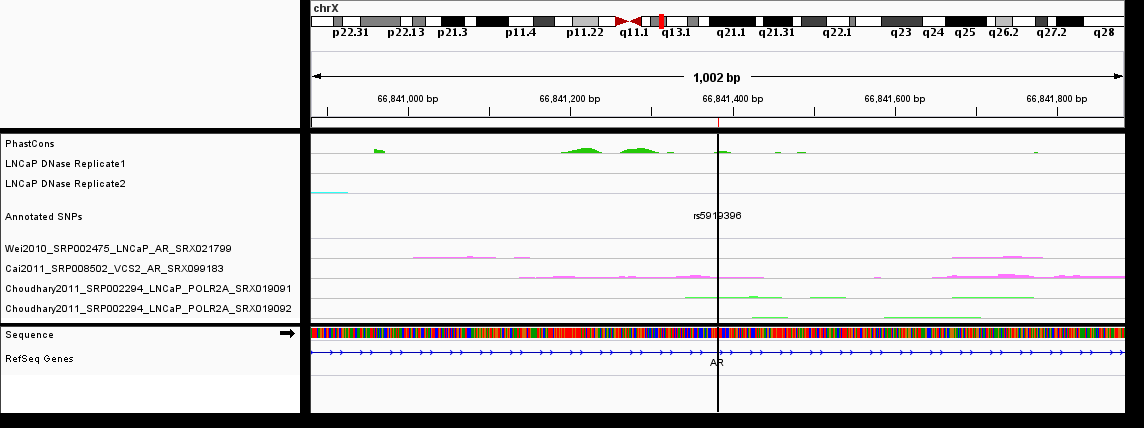 chrX
p22.31 p22.13 p21.3 p11.4 p11.22 q11.1 q13.1 q21.1 q21.31 q22.1 q23 q24 q25 q26.2 q27.2 q28
1,002 bp
66,841,000 bp 66,841,200 bp 66,841,400 bp 66,841,600 bp 66,841,800 bp
PhastCons
LNCaP DNase Replicate1
LNCaP DNase Replicate2
Annotated SNPs
rs5919396
Wei2010_SRP002475_LNCaP_AR_SRX021799
Cai2011_SRP008502_VCS2_AR_SRX099183
Choudhary2011_SRP002294_LNCaP_POLR2A_SRX019091
Choudhary2011_SRP002294_LNCaP_POLR2A_SRX019092
Sequence
RefSeq Genes
AR